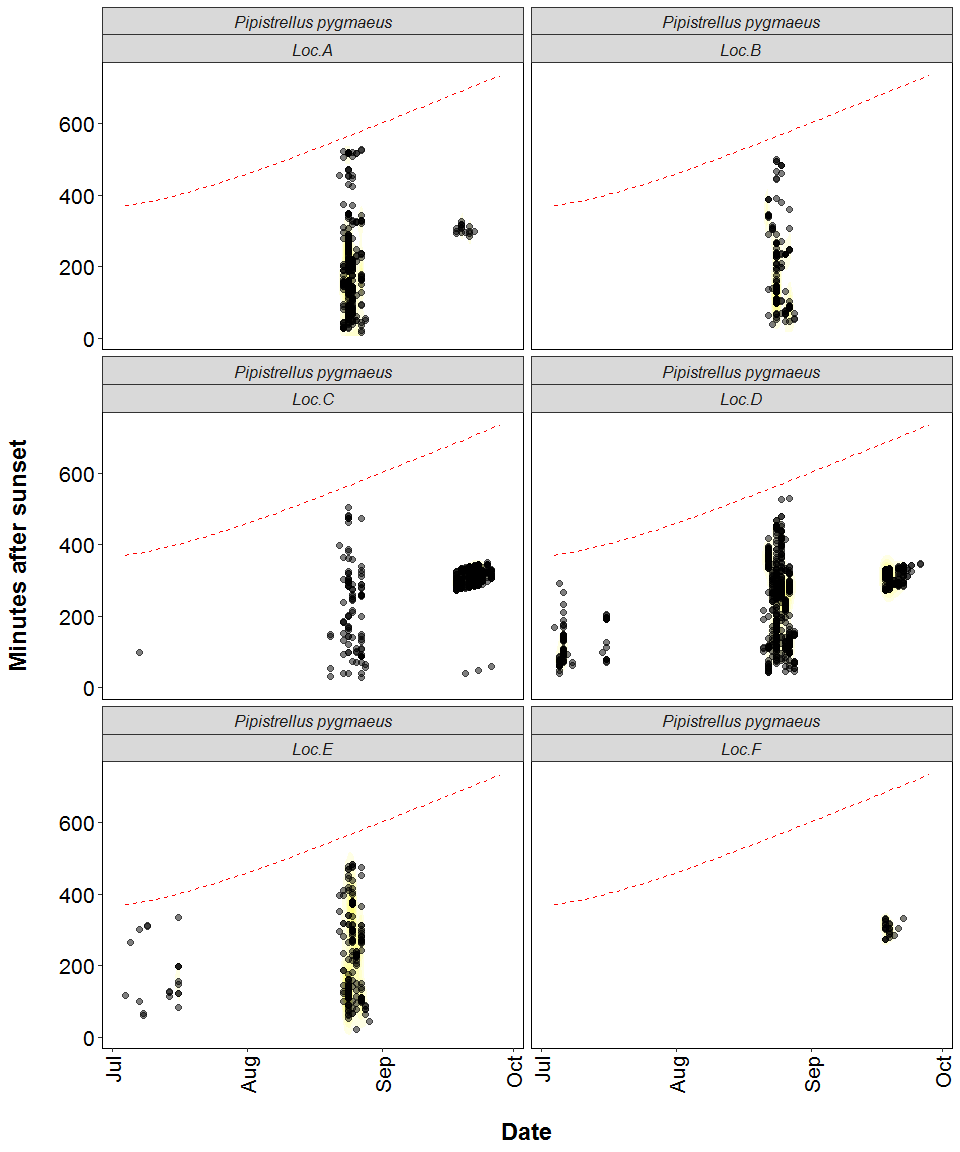 Pipistrellus pygmaeus
Pipistrellus pygmaeus
Loc.A
Loc.B
600
400
200
0
Pipistrellus pygmaeus
Pipistrellus pygmaeus
Loc.C
Loc.D
600
400
200
0
Minutes after sunset
Pipistrellus pygmaeus
Pipistrellus pygmaeus
Loc.E
Loc.F
600
400
200
0
Jul
Aug
Sep
Oct
Jul
Aug
Sep
Oct
Date